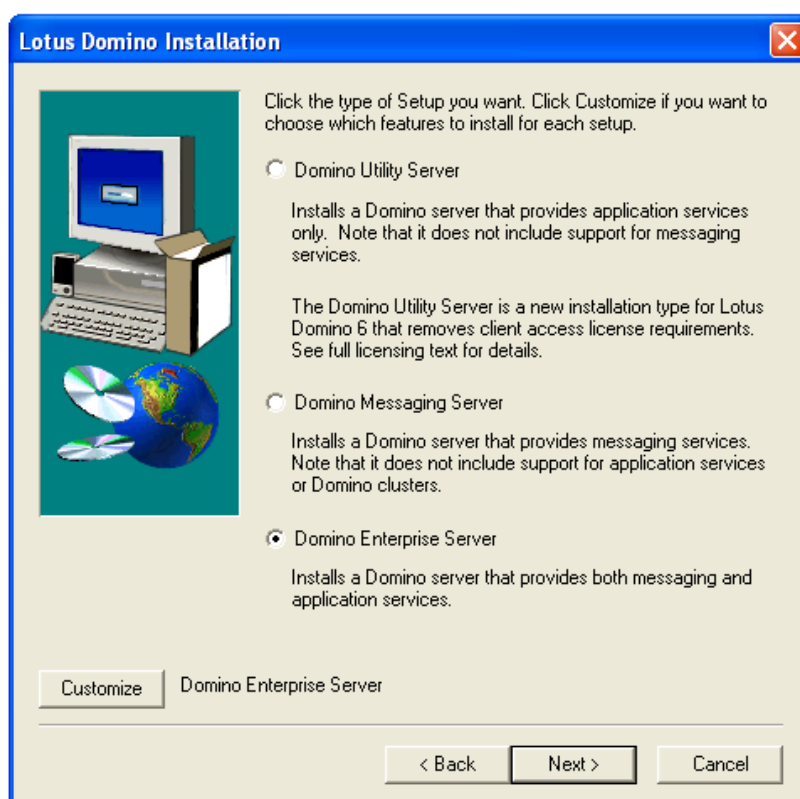 Lotus Domino Installation
Click the type of Setup you want. Click Customize if you want to
choose which features to install for each setup.
Domino Utility Server
Installs a Domino server that provides application services
only. Note that it does not include support for messaging
services.
The Domino Utility Server is a new installation type for Lotus
Domino 6 that removes client access license requirements.
See full licensing text for details.
Domino Messaging Server
Installs a Domino server that provides messaging services.
Note that it does not include support for application services
or Domino clusters.
Domino Enterprise Server
Installs a Domino server that provides both messaging and
application services.
Customize Domino Enterprise Server
< Back Next > Cancel